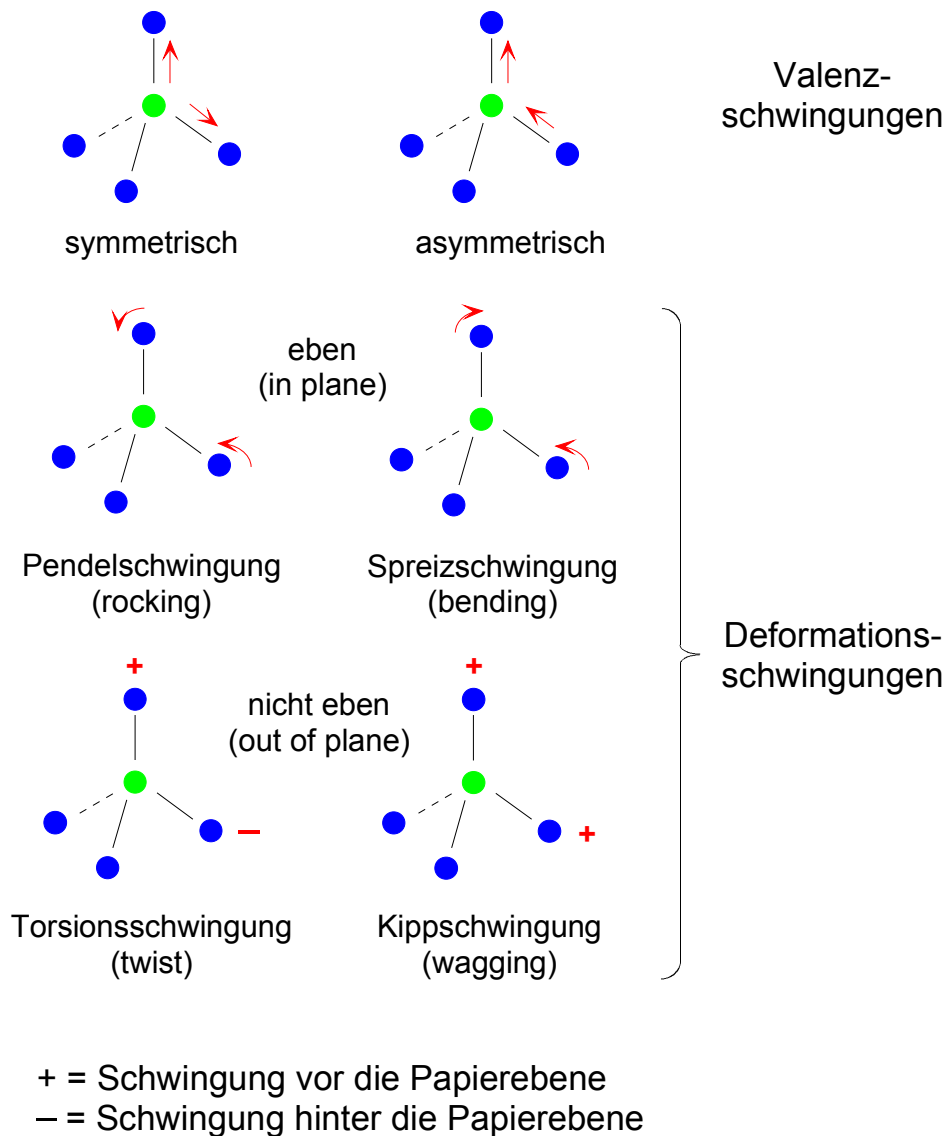 Valenz-
schwingungen
symmetrisch
asymmetrisch
eben
(in plane)
Pendelschwingung
(rocking)
Spreizschwingung
(bending)
Deformations-
schwingungen
+
+
nicht eben
(out of plane)
–
+
Torsionsschwingung
(twist)
Kippschwingung
(wagging)
+ = Schwingung vor die Papierebene
– = Schwingung hinter die Papierebene